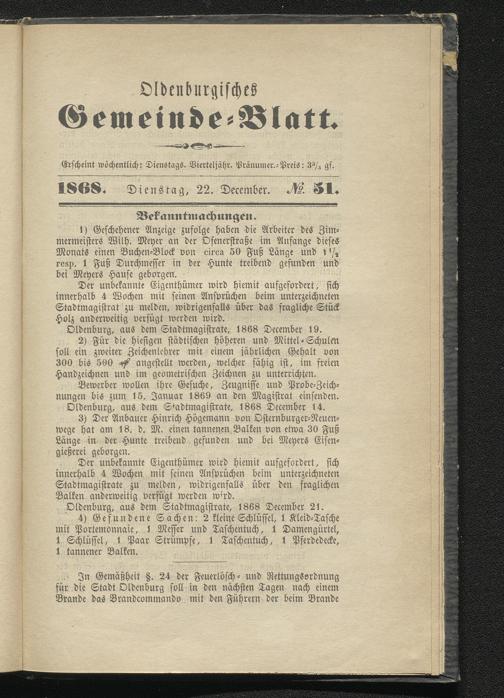 Oldenburgisches
Gemeinde-Blatt.
Erscheint wöchentlich: Dienstags. Vierteljähr. Pränumer.-Preis: 3¾ gf.
1868. Dienstag, 22. December. № 51.
Bekanntmachungen.
1) Geschehener Anzeige zufolge haben die Arbeiter des Zim-
mermeisters Wilh. Meyer an der Ofenerstraße im Anfange dieses
Monats einen Buchen-Block von circa 50 Fuß Länge und 1½
resp. 1 Fuß Durchmesser in der Hunte treibend gefunden und
bei Meyers Hause geborgen.
Der unbekannte Eigenthümer wird hiemit aufgefordert, sich
innerhalb 4 Wochen mit seinen Ansprüchen beim unterzeichneten
Stadtmagistrat zu melden, widrigenfalls über das fragliche Stück
Holz anderweitig verfügt werden wird.
Oldenburg, aus dem Stadtmagistrate, 1868 December 19.
2) Für die hiesigen städtischen höheren und Mittel-Schulen
soll ein zweiter Zeichenlehrer mit einem jährlichen Gehalt von
300 bis 500 angestellt werden, welcher fähig ist, im freien
Handzeichnen und im geometrischen Zeichnen zu unterrichten.
Bewerber wollen ihre Gesuche, Zeugnisse und Probe-Zeich-
nungen bis zum 15. Januar 1869 an den Magistrat einsenden.
Oldenburg, aus dem Stadtmagistrate, 1868 December 14.
3) Der Anbauer Hinrich Högemann von Osternburger-Neuen-
wege hat am 18. d. M. einen tannenen Balken von etwa 30 Fuß
Länge in der Hunte treibend gefunden und bei Meyers Eisen-
gießerei geborgen.
Der unbekannte Eigenthümer wird hiemit aufgefordert, sich
innerhalb 4 Wochen mit seinen Ansprüchen beim unterzeichneten
Stadtmagistrate zu melden, widrigenfalls über den fraglichen
Balken anderweitig verfügt werden wird.
Oldenburg, aus dem Stadtmagistrate, 1868 December 21.
4) Gefundene Sachen: 2 kleine Schlüssel, 1 Kleid-Tasche
mit Portemonnaie, 1 Messer und Taschentuch, 1 Damengürtel,
1 Schlüssel, 1 Paar Strümpfe, 1 Taschentuch, 1 Pferdedecke,
1 tannener Balken.
In Gemäßheit §. 24 der Feuerlösch- und Rettungsordnung
für die Stadt Oldenburg soll in den nächsten Tagen nach einem
Brande das Brandcommando mit den Führern der beim Brande